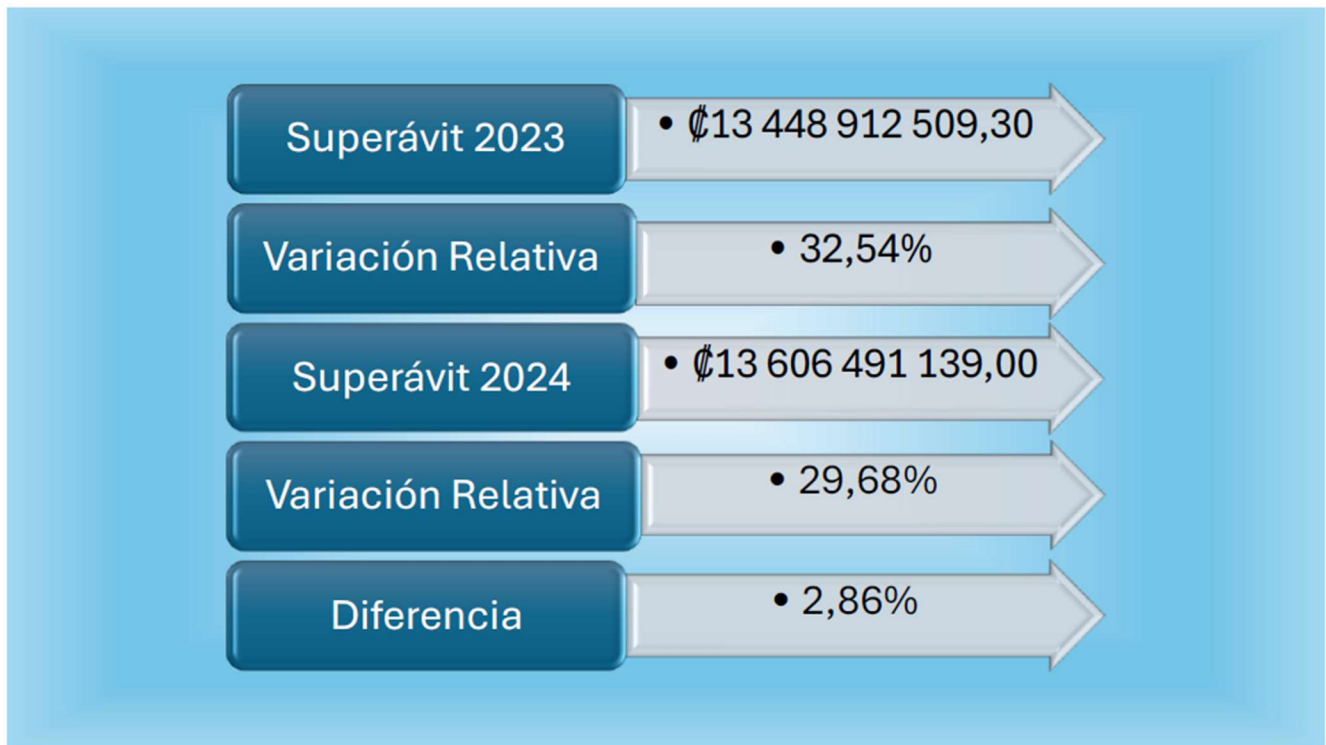 Superávit 2023
• ₡13 448 912 509,30
Variación Relativa
• 32,54%
Superávit 2024
• ₡13 606 491 139,00
Variación Relativa
• 29,68%
Diferencia
• 2,86%